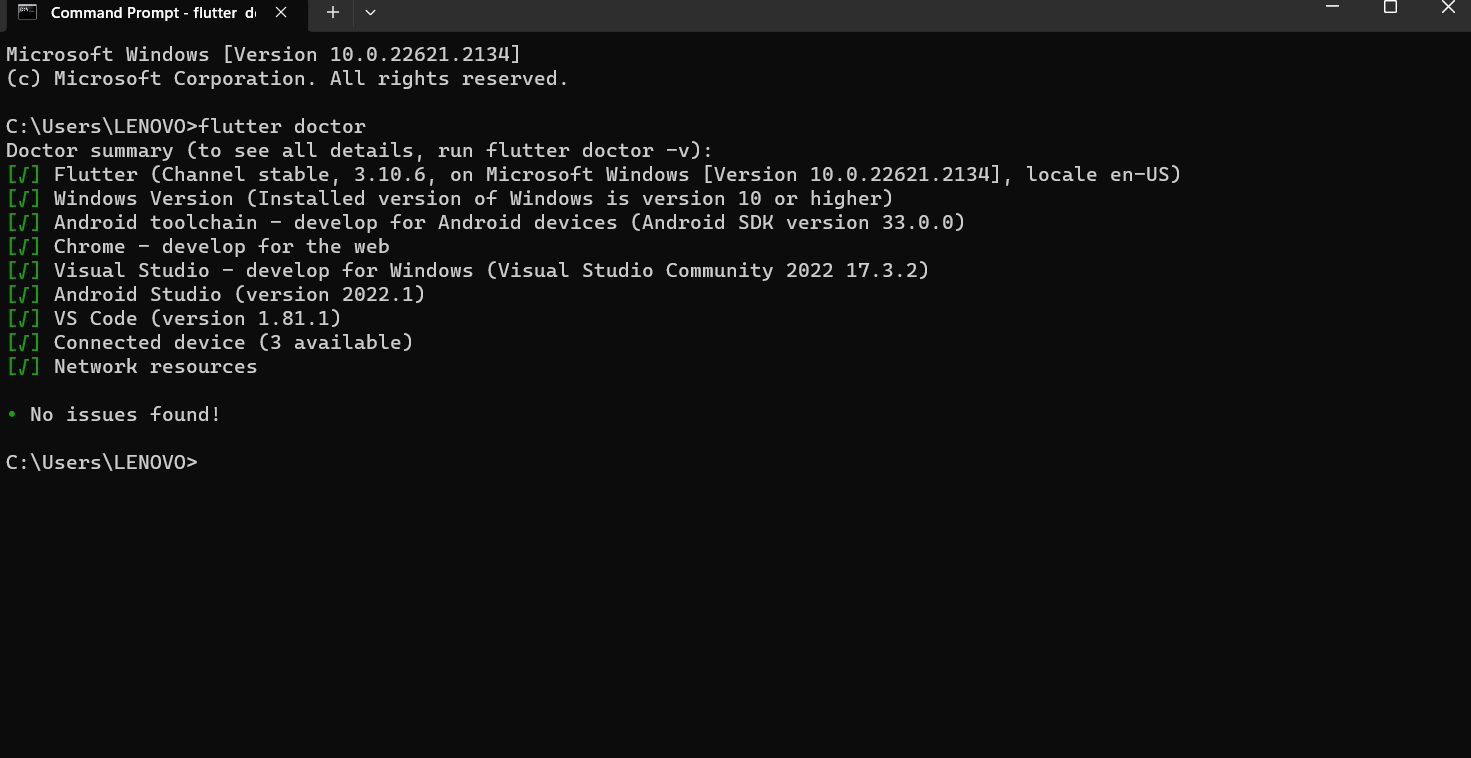 Command Prompt - flutter d
Microsoft Windows [Version 10.0.22621.2134]
(c) Microsoft Corporation. All rights reserved.
C:\Users\LENOVO>flutter doctor
Doctor summary (to see all details, run flutter doctor -v):
[√] Flutter (Channel stable, 3.10.6, on Microsoft Windows [Version 10.0.22621.2134], locale en-US)
[√] Windows Version (Installed version of Windows is version 10 or higher)
[√] Android toolchain - develop for Android devices (Android SDK version 33.0.0)
[√] Chrome - develop for the web
[√] Visual Studio - develop for Windows (Visual Studio Community 2022 17.3.2)
[√] Android Studio (version 2022.1)
[√] VS Code (version 1.81.1)
[√] Connected device (3 available)
[√] Network resources
• No issues found!
C:\Users\LENOVO>